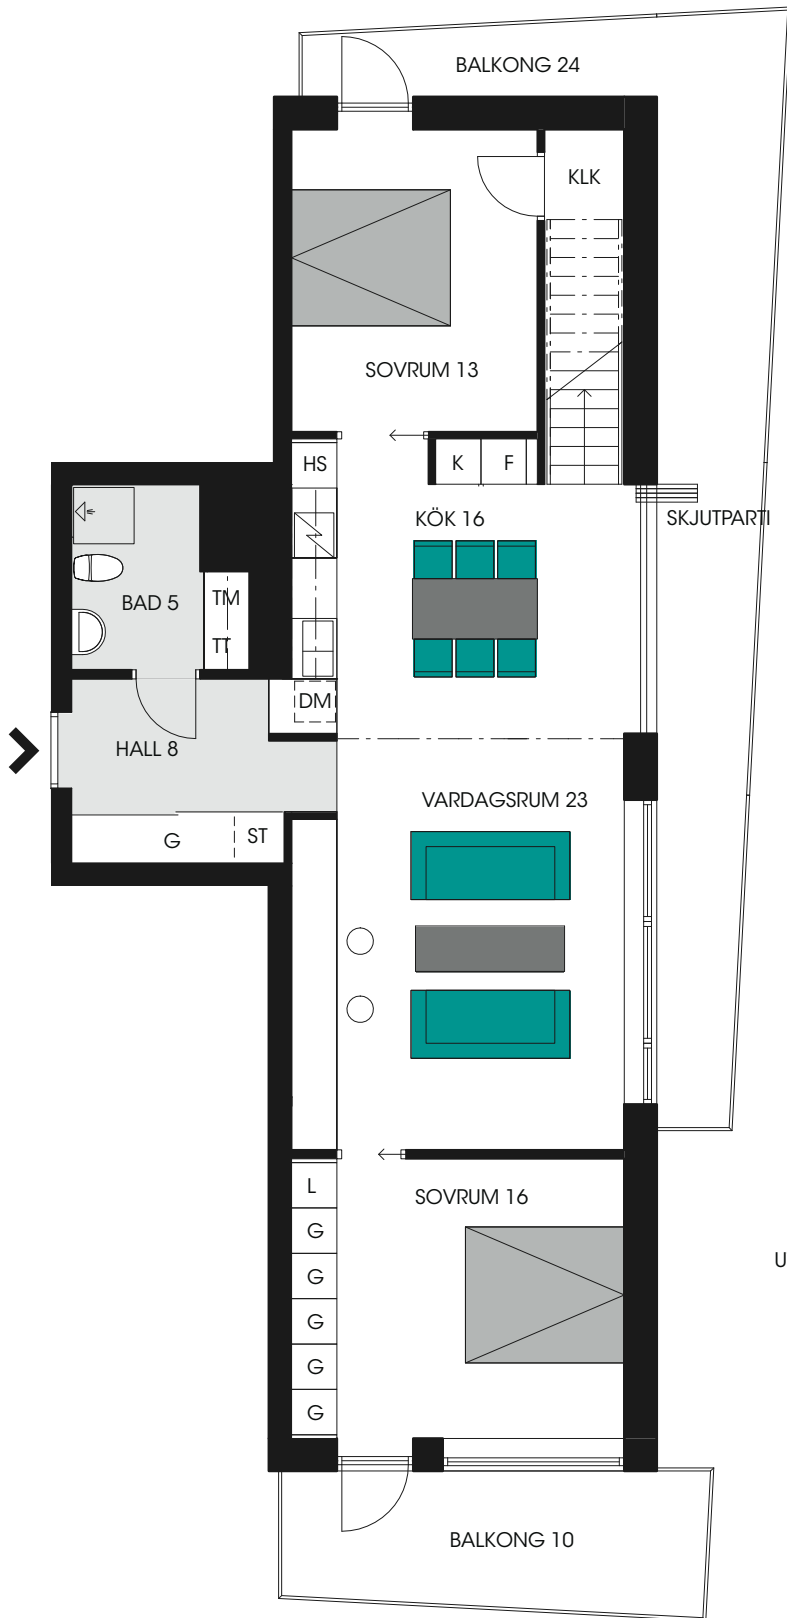 BALKONG 24
KLK
SOVRUM 13
HS
K
F
KÖK 16
SKJUTPARTI
BAD 5
TM
TT
DM
HALL 8
VARDAGSRUM 23
G
ST
L
SOVRUM 16
G
G
U
G
G
G
BALKONG 10